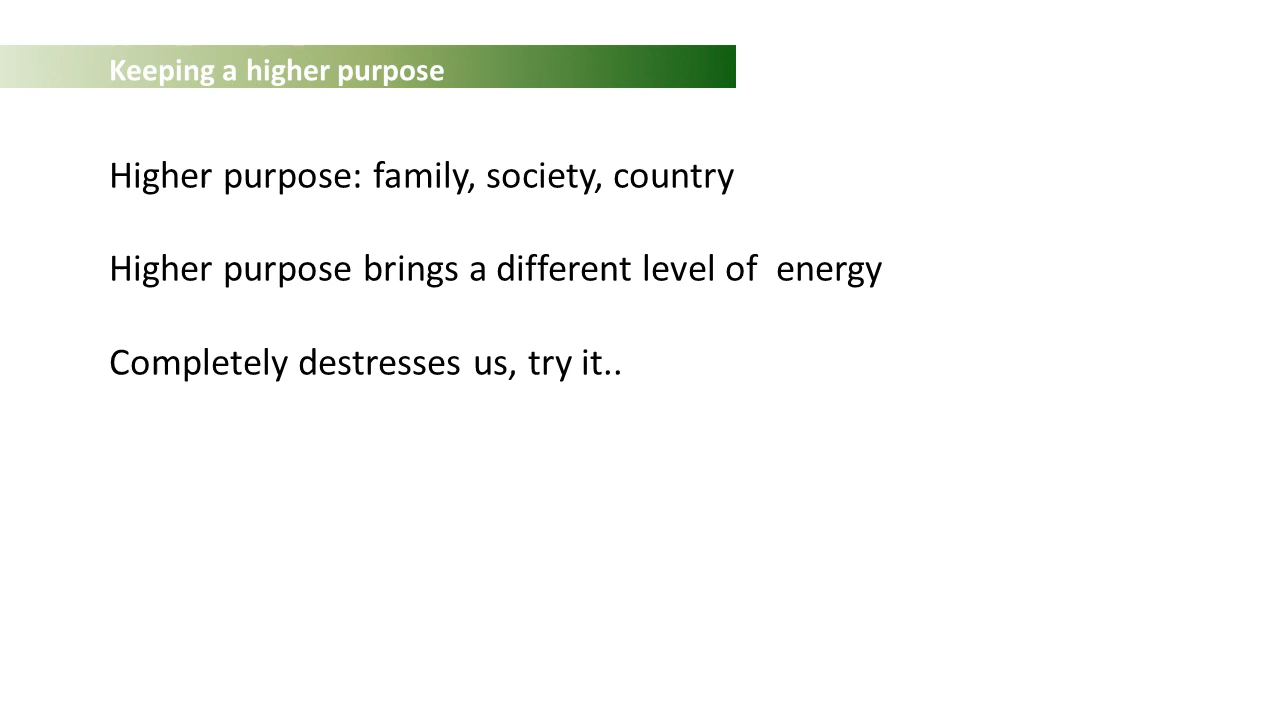 Keeping a higher purpose
Higher purpose: family, society, country
Higher purpose brings a different level of  energy
Completely destresses us, try it..